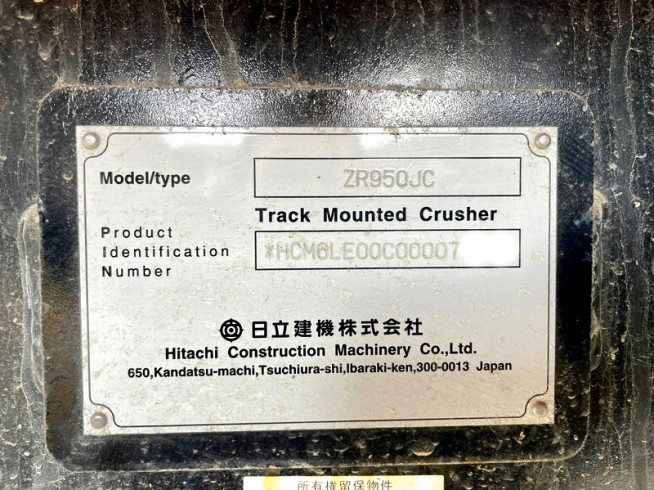 Model/type ZR950JC
Track Mounted Crusher
Product
Identification
Number
*HCM6LE00C00007
日立建機株式会社
Hitachi Construction Machinery Co.,Ltd.
650,Kandatsu-machi,Tsuchiura-shi,Ibaraki-ken,300-0013 Japan
所有権留保物件